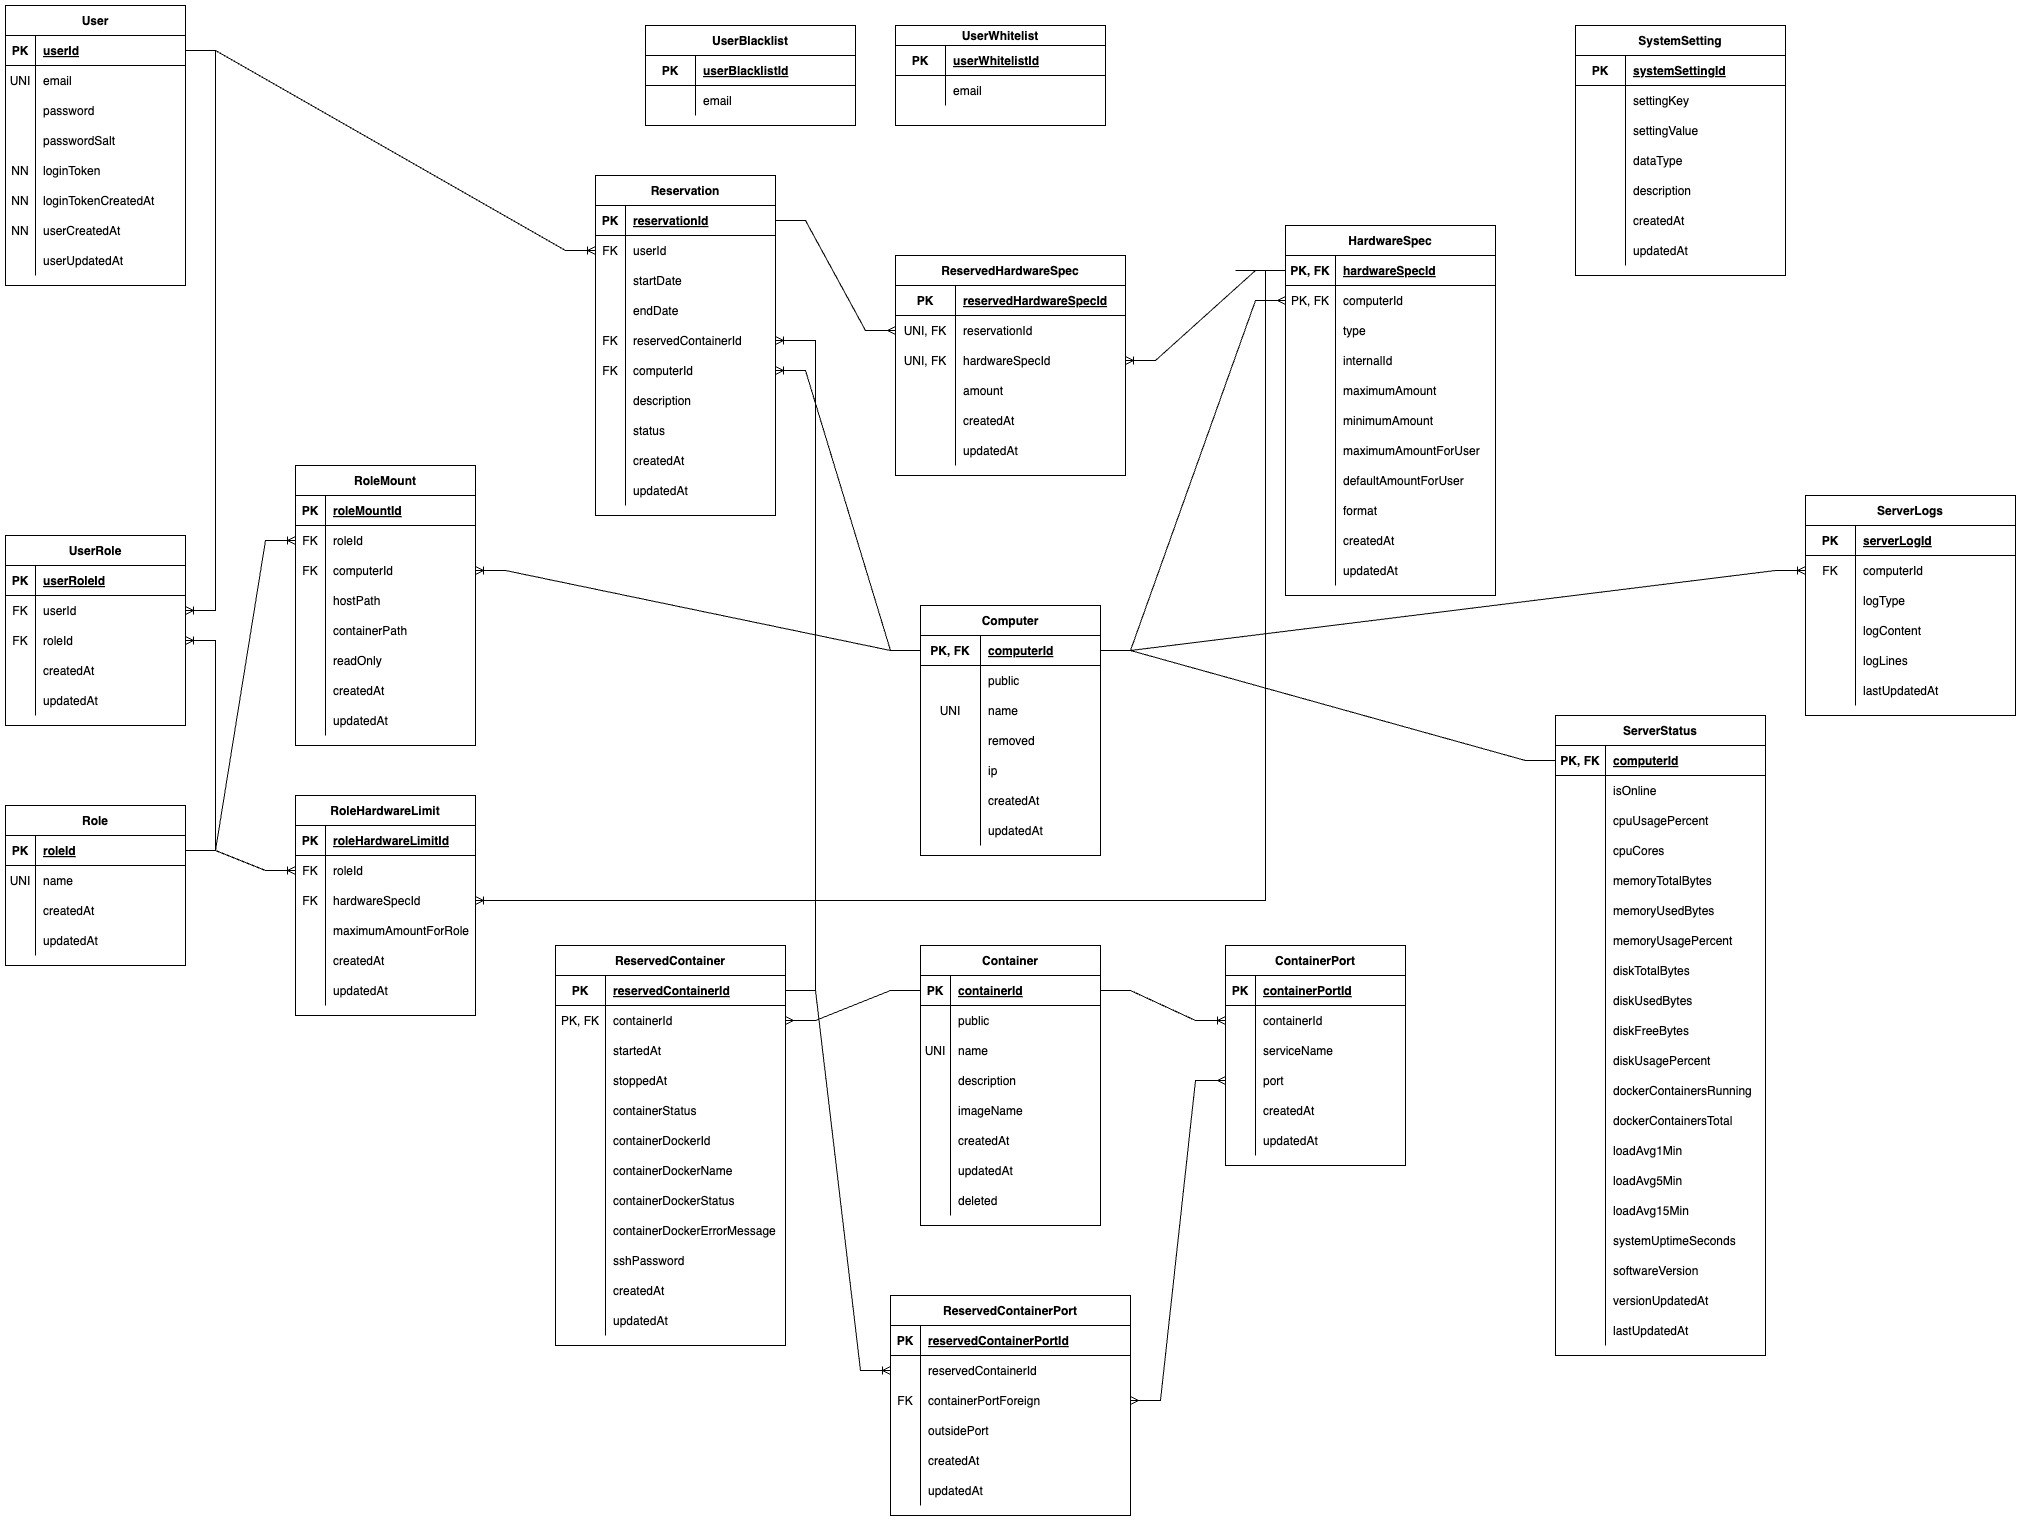 User
PK userId
UNI email
password
passwordSalt
NN loginToken
NN loginTokenCreatedAt
NN userCreatedAt
userUpdatedAt
UserBlacklist
PK userBlacklistId
email
UserWhitelist
PK userWhitelistId
email
SystemSetting
PK systemSettingId
settingKey
settingValue
dataType
description
createdAt
updatedAt
Reservation
PK reservationId
FK userId
startDate
endDate
FK reservedContainerId
FK computerId
description
status
createdAt
updatedAt
ReservedHardwareSpec
PK reservedHardwareSpecId
UNI, FK reservationId
UNI, FK hardwareSpecId
amount
createdAt
updatedAt
HardwareSpec
PK, FK hardwareSpecId
PK, FK computerId
type
internalId
maximumAmount
minimumAmount
maximumAmountForUser
defaultAmountForUser
format
createdAt
updatedAt
RoleMount
PK roleMountId
FK roleId
FK computerId
hostPath
containerPath
readOnly
createdAt
updatedAt
ServerLogs
PK serverLogId
FK computerId
logType
logContent
logLines
lastUpdatedAt
UserRole
PK userRoleId
FK userId
FK roleId
createdAt
updatedAt
Computer
PK, FK computerId
public
UNI name
removed
ip
createdAt
updatedAt
ServerStatus
PK, FK computerId
isOnline
cpuUsagePercent
cpuCores
memoryTotalBytes
memoryUsedBytes
memoryUsagePercent
diskTotalBytes
diskUsedBytes
diskFreeBytes
diskUsagePercent
dockerContainersRunning
dockerContainersTotal
loadAvg1Min
loadAvg5Min
loadAvg15Min
systemUptimeSeconds
softwareVersion
versionUpdatedAt
lastUpdatedAt
Role
PK roleId
UNI name
createdAt
updatedAt
RoleHardwareLimit
PK roleHardwareLimitId
FK roleId
FK hardwareSpecId
maximumAmountForRole
createdAt
updatedAt
ReservedContainer
PK reservedContainerId
PK, FK containerId
startedAt
stoppedAt
containerStatus
containerDockerId
containerDockerName
containerDockerStatus
containerDockerErrorMessage
sshPassword
createdAt
updatedAt
Container
PK containerId
public
UNI name
description
imageName
createdAt
updatedAt
deleted
ContainerPort
PK containerPortId
containerId
serviceName
port
createdAt
updatedAt
ReservedContainerPort
PK reservedContainerPortId
reservedContainerId
FK containerPortForeign
outsidePort
createdAt
updatedAt